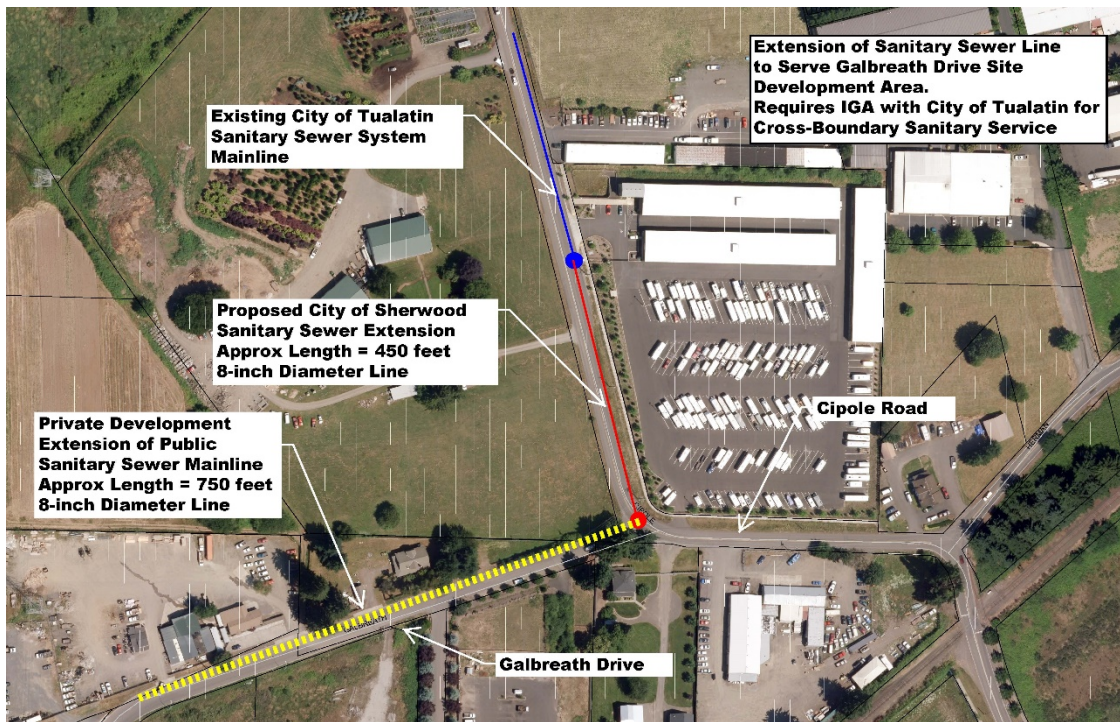 Extension of Sanitary Sewer Line
to Serve Galbreath Drive Site
Development Area.
Requires IGA with City of Tualatin for
Cross-Boundary Sanitary Service
Existing City of Tualatin
Sanitary Sewer System
Mainline
Proposed City of Sherwood
Sanitary Sewer Extension
Approx Length = 450 feet
8-inch Diameter Line
Cipole Road
Private Development
Extension of Public
Sanitary Sewer Mainline
Approx Length = 750 feet
8-inch Diameter Line
GALBREATH
Galbreath Drive
HERMAN